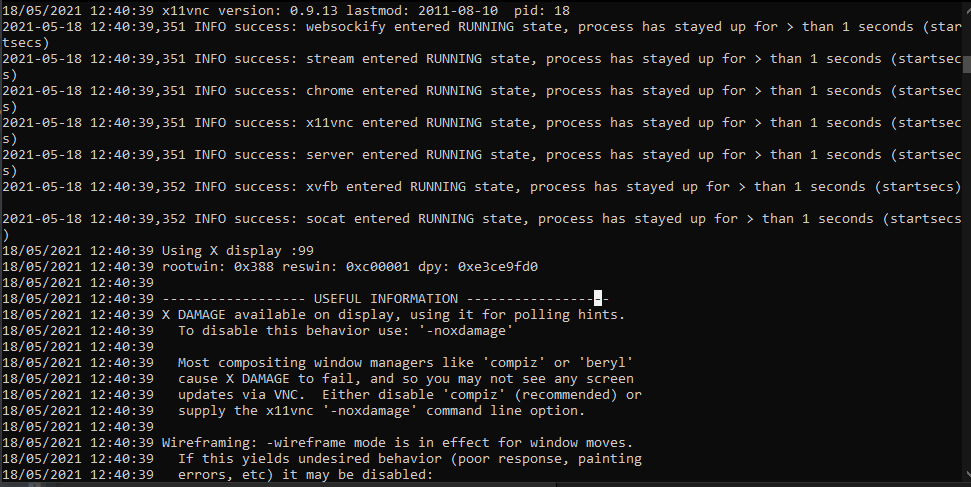 18/05/2021 12:40:39 x11vnc version: 0.9.13 lastmod: 2011-08-10  pid: 18
2021-05-18 12:40:39,351 INFO success: websockify entered RUNNING state, process has stayed up for > than 1 seconds (star
tsecs)
2021-05-18 12:40:39,351 INFO success: stream entered RUNNING state, process has stayed up for > than 1 seconds (startsec
s)
2021-05-18 12:40:39,351 INFO success: chrome entered RUNNING state, process has stayed up for > than 1 seconds (startsec
s)
2021-05-18 12:40:39,351 INFO success: x11vnc entered RUNNING state, process has stayed up for > than 1 seconds (startsec
s)
2021-05-18 12:40:39,351 INFO success: server entered RUNNING state, process has stayed up for > than 1 seconds (startsec
s)
2021-05-18 12:40:39,352 INFO success: xvfb entered RUNNING state, process has stayed up for > than 1 seconds (startsecs)
2021-05-18 12:40:39,352 INFO success: socat entered RUNNING state, process has stayed up for > than 1 seconds (startsecs
)
18/05/2021 12:40:39 Using X display :99
18/05/2021 12:40:39 rootwin: 0x388 reswin: 0xc00001 dpy: 0xe3ce9fd0
18/05/2021 12:40:39
18/05/2021 12:40:39 ------------------ USEFUL INFORMATION ------------------
18/05/2021 12:40:39 X DAMAGE available on display, using it for polling hints.
18/05/2021 12:40:39   To disable this behavior use: '-noxdamage'
18/05/2021 12:40:39
18/05/2021 12:40:39   Most compositing window managers like 'compiz' or 'beryl'
18/05/2021 12:40:39   cause X DAMAGE to fail, and so you may not see any screen
18/05/2021 12:40:39   updates via VNC.  Either disable 'compiz' (recommended) or
18/05/2021 12:40:39   supply the x11vnc '-noxdamage' command line option.
18/05/2021 12:40:39
18/05/2021 12:40:39 Wireframing: -wireframe mode is in effect for window moves.
18/05/2021 12:40:39   If this yields undesired behavior (poor response, painting
18/05/2021 12:40:39   errors, etc) it may be disabled: